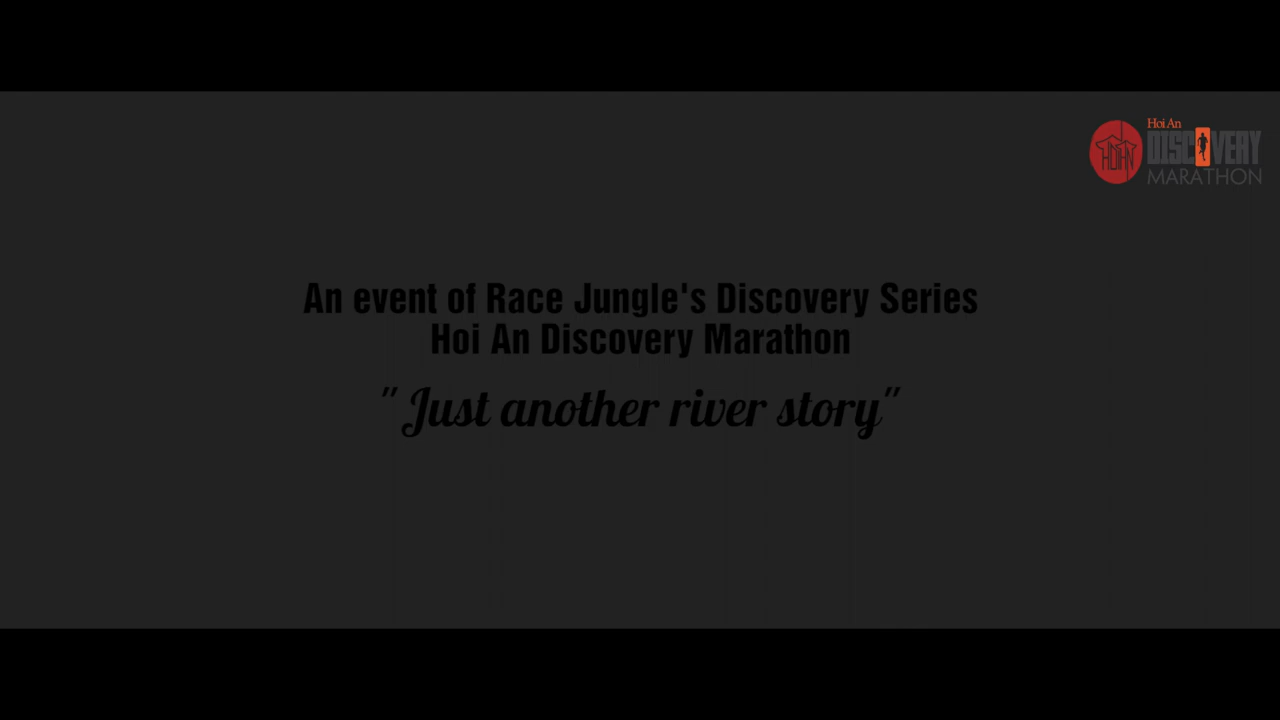 Hoi An
DISCOVERY
MARATHON
An event of Race Jungle's Discovery Series
Hoi An Discovery Marathon
"Just another river story"